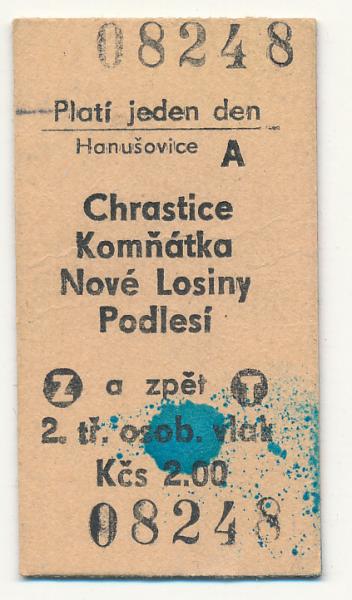 08248
Platí jeden den
Hanušovice A
Chrastice
Komňátka
Nové Losiny
Podlesí
Z a zpět T
2. tř. osob. vlak
Kčs 2.00
08248